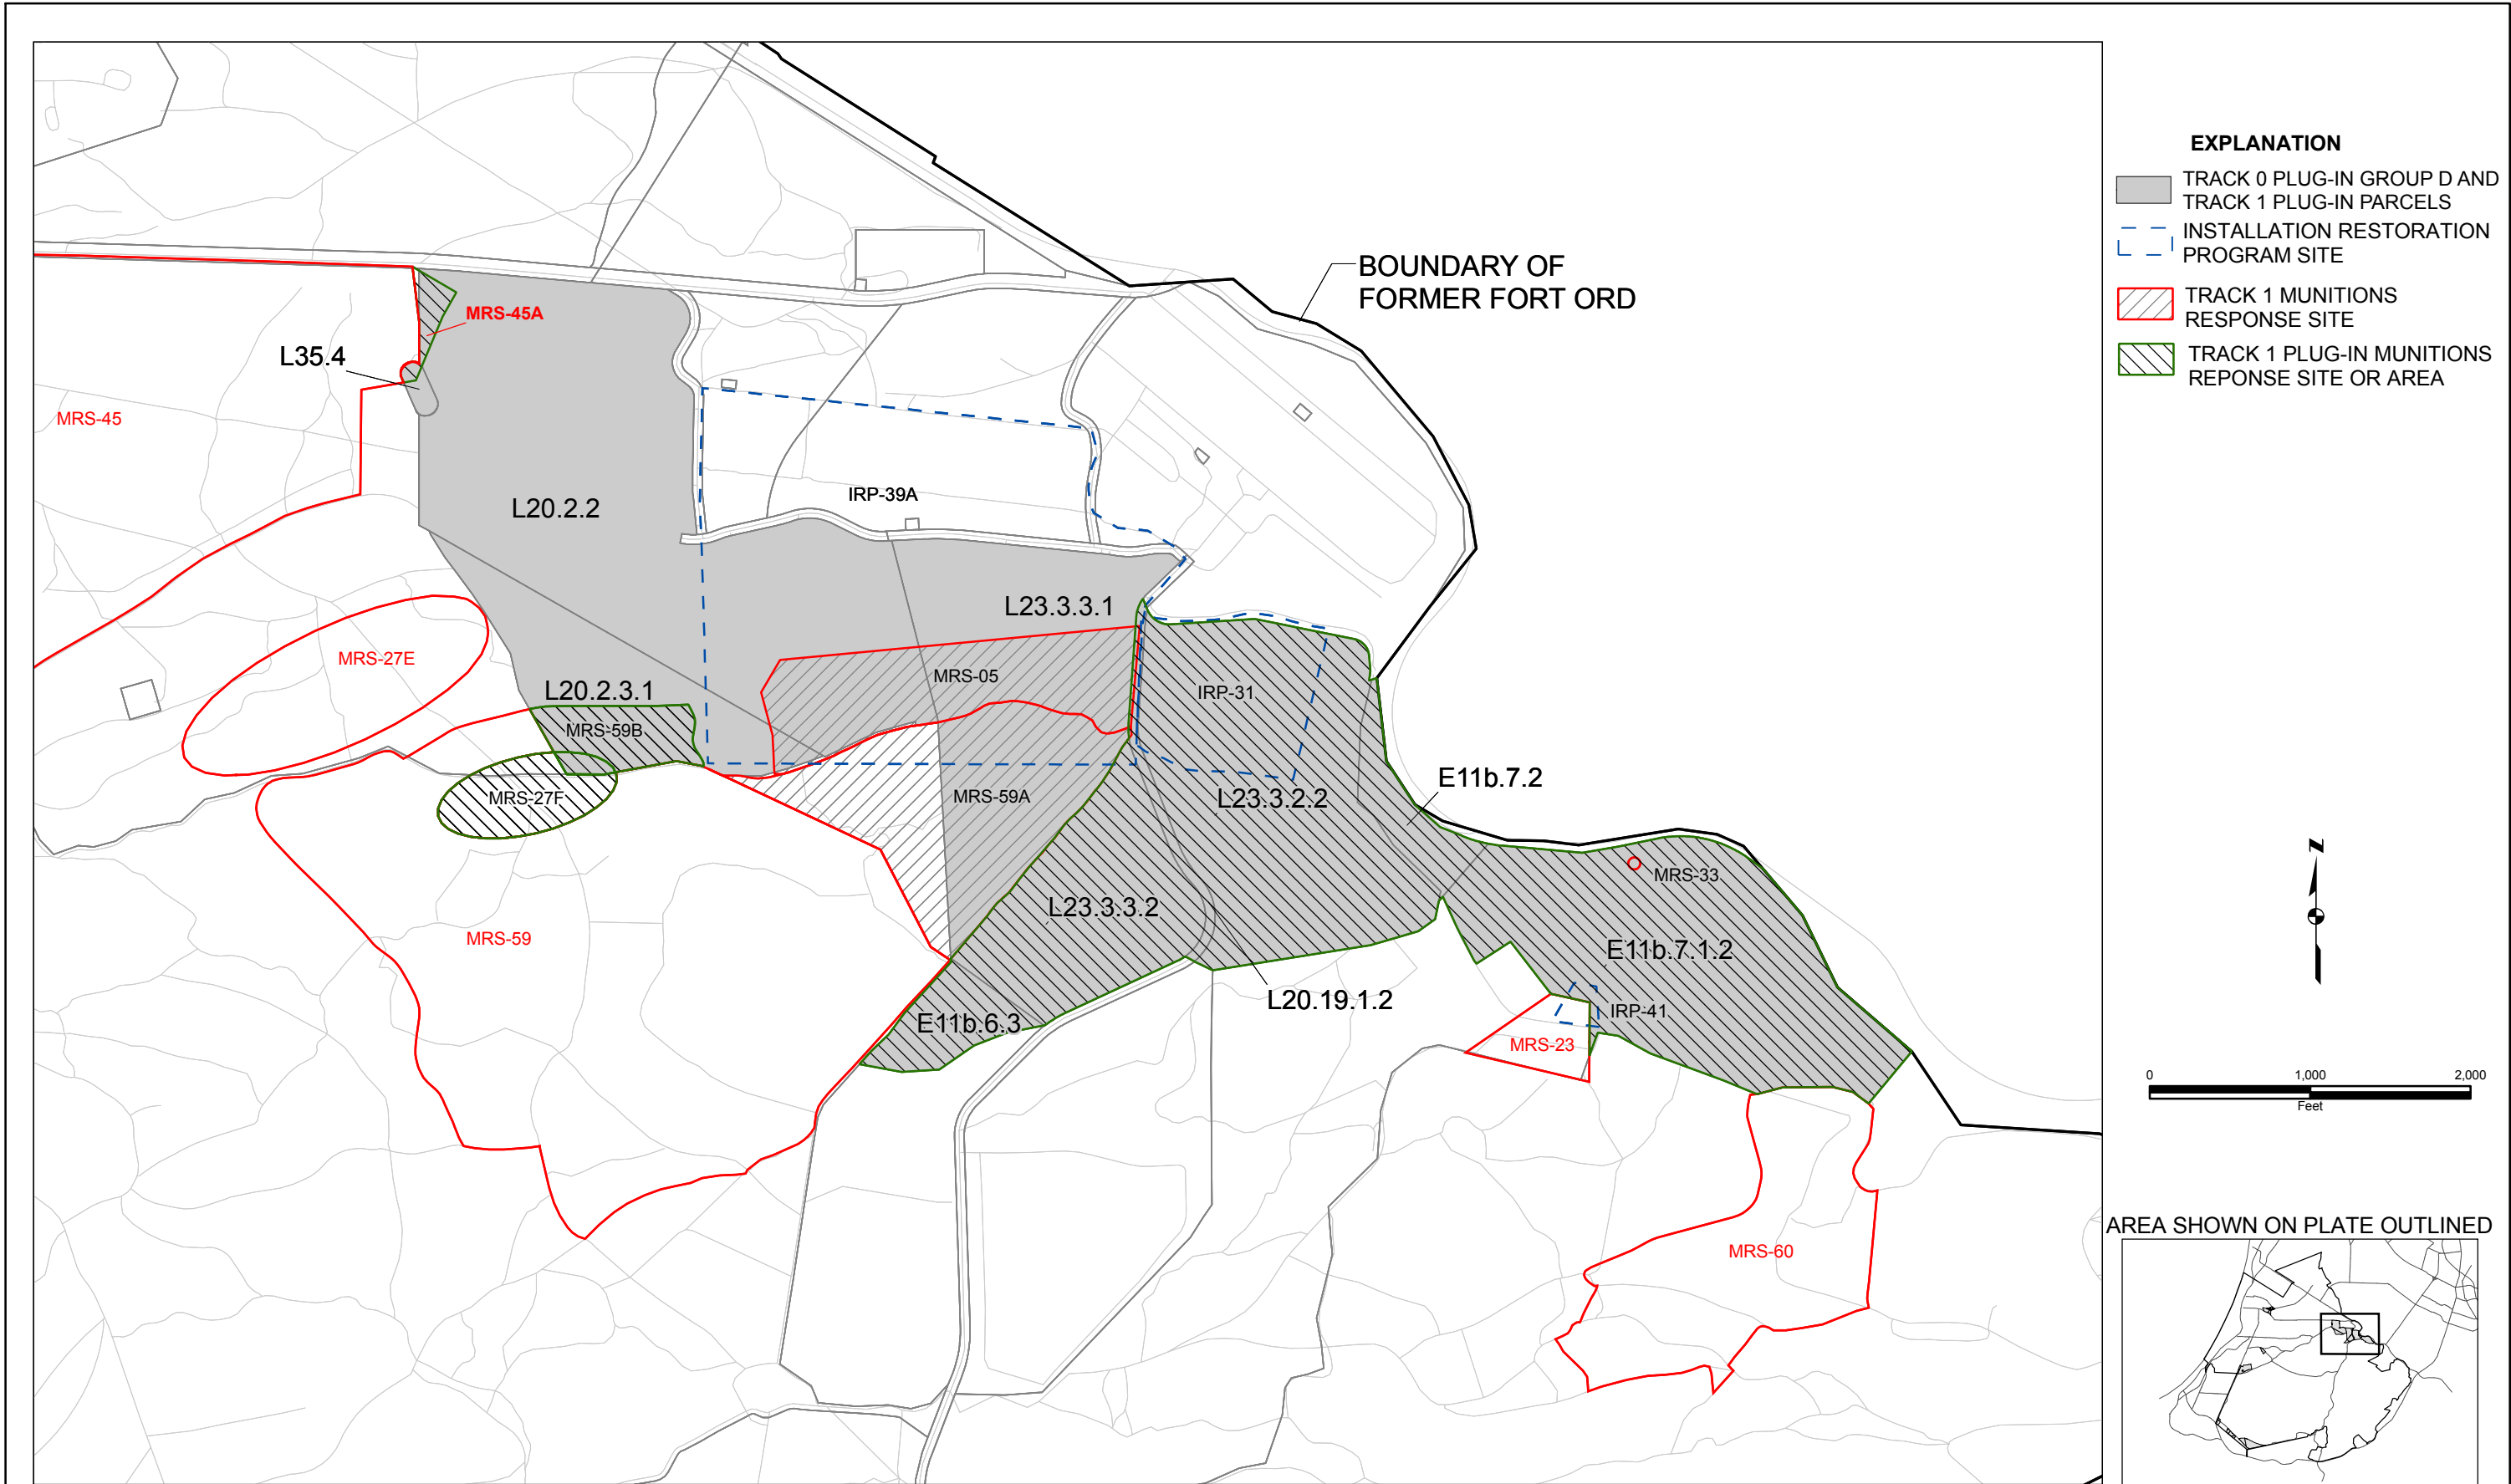 EXPLANATION
TRACK 0 PLUG-IN GROUP D AND
TRACK 1 PLUG-IN PARCELS
INSTALLATION RESTORATION
PROGRAM SITE
TRACK 1 MUNITIONS
RESPONSE SITE
TRACK 1 PLUG-IN MUNITIONS
REPONSE SITE OR AREA
BOUNDARY OF
FORMER FORT ORD
MRS-45A
L35.4
MRS-45
IRP-39A
L20.2.2
L23.3.3.1
MRS-27E
MRS-05
L20.2.3.1
IRP-31
MRS-59B
E11b.7.2
MRS-27F
MRS-59A
L23.3.2.2
MRS-33
L23.3.3.2
MRS-59
E11b.7.1.2
L20.19.1.2
IRP-41
E11b.6.3
MRS-23
MRS-60
N
0
1,000
2,000
Feet
AREA SHOWN ON PLATE OUTLINED